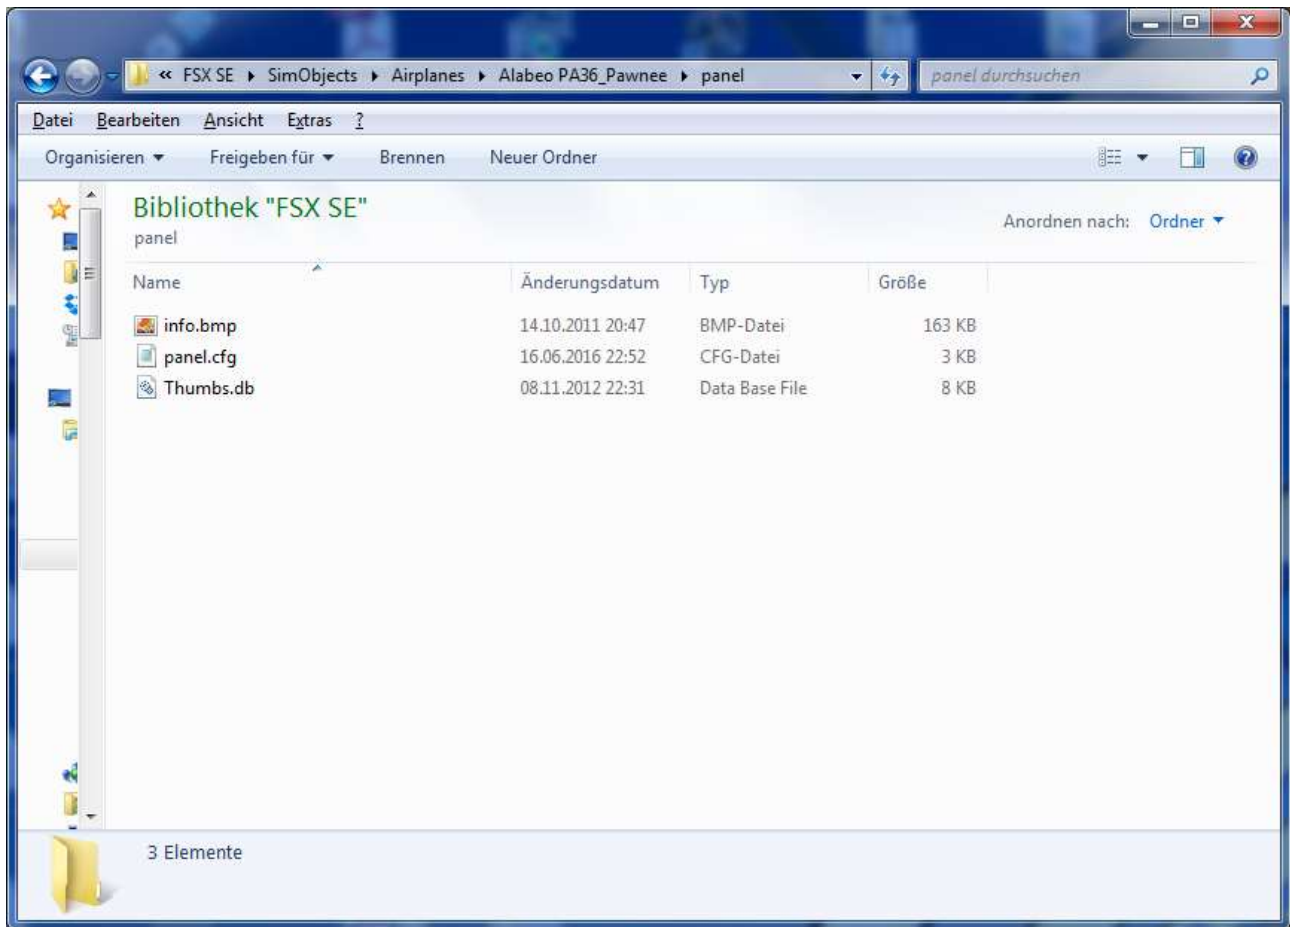 « FSX SE ▸ SimObjects ▸ Airplanes ▸ Alabeo PA36_Pawnee ▸ panel
panel durchsuchen
Datei Bearbeiten Ansicht Extras ?
Organisieren Freigeben für Brennen Neuer Ordner
Bibliothek "FSX SE"
panel
Anordnen nach: Ordner
Name Änderungsdatum Typ Größe
info.bmp 14.10.2011 20:47 BMP-Datei 163 KB
panel.cfg 16.06.2016 22:52 CFG-Datei 3 KB
Thumbs.db 08.11.2012 22:31 Data Base File 8 KB
3 Elemente